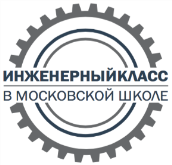 ИНЖЕНЕРНЫЙКЛАСС
В МОСКОВСКОЙ ШКОЛЕ